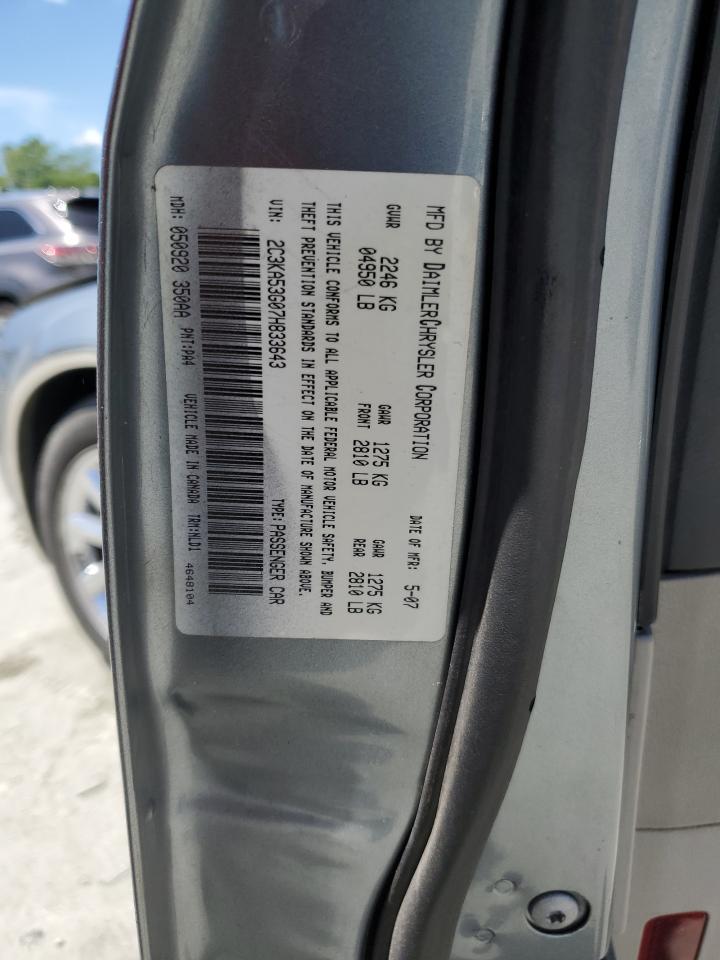 MFD BY DAIMLERCHRYSLER CORPORATION
DATE OF MFR: 5-07
GVWR 2246 KG
04950 LB
GAWR FRONT 1275 KG
2810 LB
GAWR REAR 1275 KG
2810 LB
THIS VEHICLE CONFORMS TO ALL APPLICABLE FEDERAL MOTOR VEHICLE SAFETY, BUMPER AND
THEFT PREVENTION STANDARDS IN EFFECT ON THE DATE OF MANUFACTURE SHOWN ABOVE.
VIN: 2C3KA53G07H833643 TYPE: PASSENGER CAR
MDH: 050920 350AA PNT:PA4 VEHICLE MADE IN CANADA TRM:NLD1
4648104